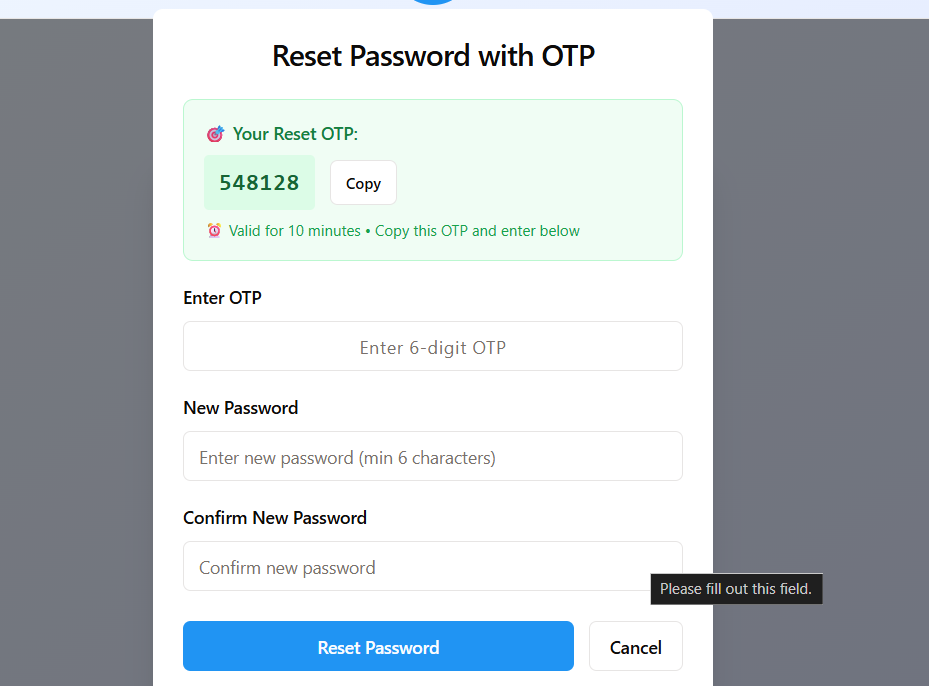 Reset Password with OTP
🎯 Your Reset OTP:
548128
Copy
⏰ Valid for 10 minutes • Copy this OTP and enter below
Enter OTP
Enter 6-digit OTP
New Password
Enter new password (min 6 characters)
Confirm New Password
Confirm new password
Please fill out this field.
Reset Password
Cancel